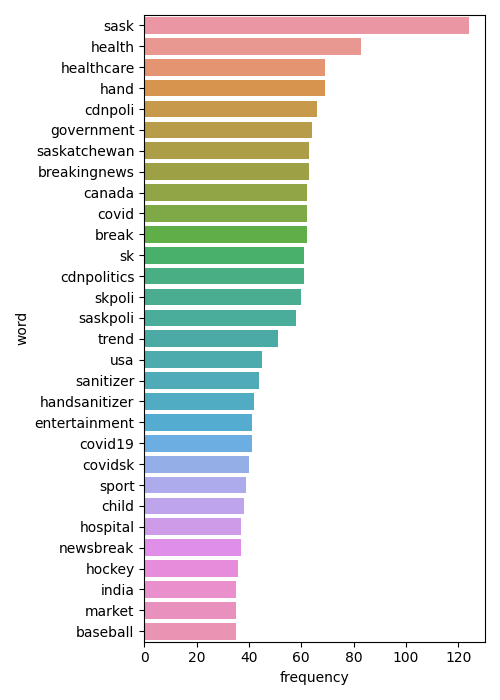 sask
health
healthcare
hand
cdnpoli
government
saskatchewan
breakingnews
canada
covid
break
sk
cdnpolitics
skpoli
saskpoli
trend
usa
sanitizer
handsanitizer
entertainment
covid19
covidsk
sport
child
hospital
newsbreak
hockey
india
market
baseball
word
0 20 40 60 80 100 120
frequency